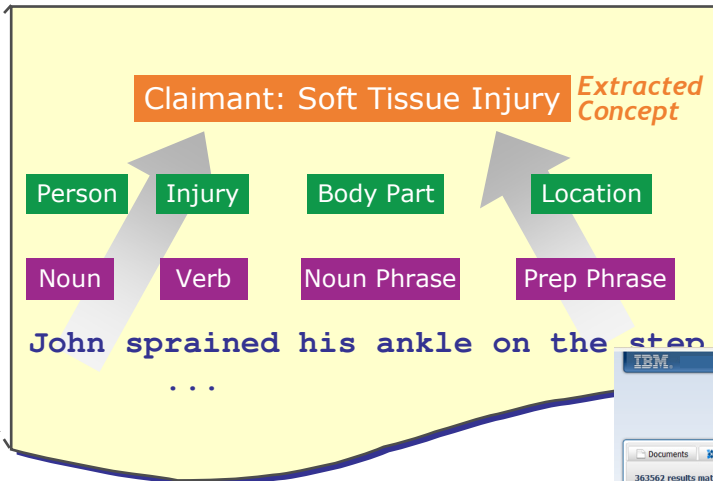 Claimant: Soft Tissue Injury
Extracted
Concept
Person Injury Body Part Location
Noun Verb Noun Phrase Prep Phrase
John sprained his ankle on the step
...
IBM.
Documents
363562 results mat